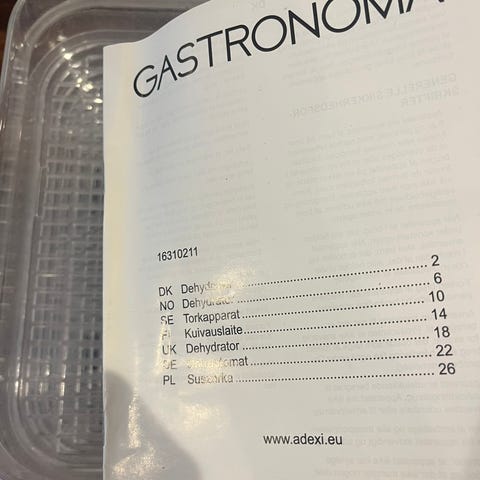 GASTRONOMA
16310211
DK Dehydrator 2
NO Dehydrator 6
SE Torkapparat 10
FI Kuivauslaite 14
UK Dehydrator 18
DE 22
PL Suszarka 26
www.adexi.eu